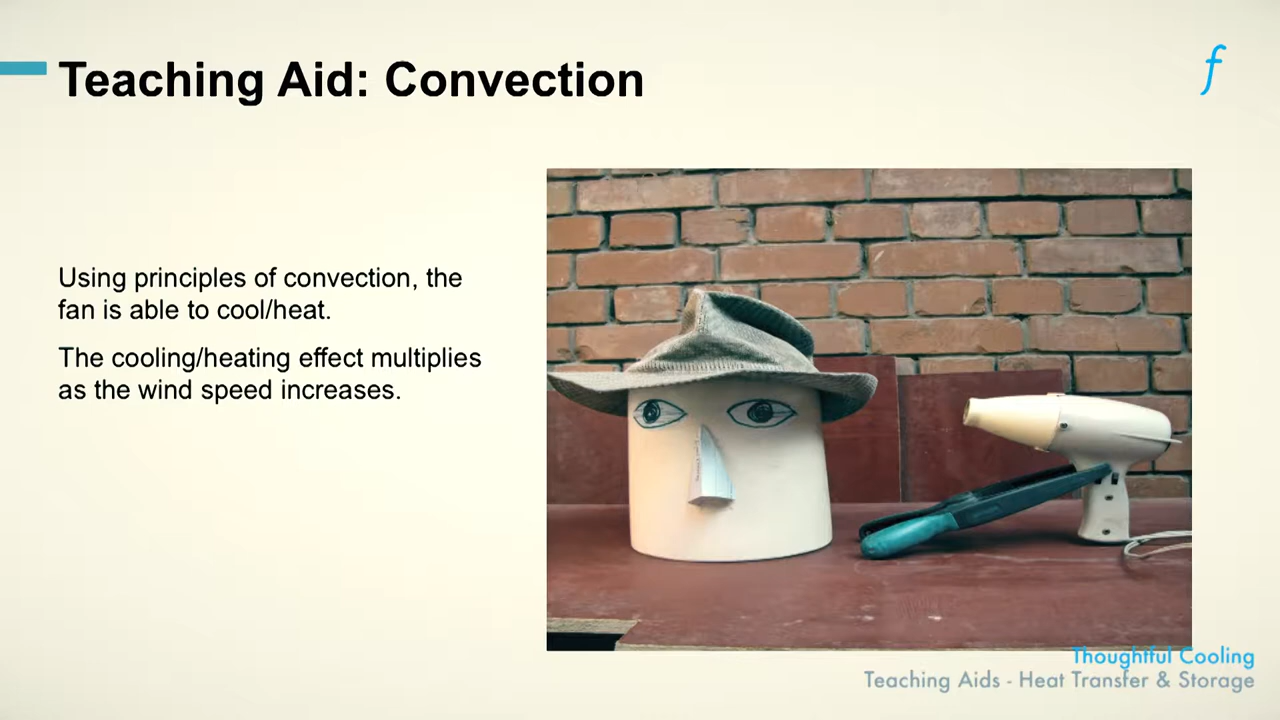 Teaching Aid: Convection
f
Using principles of convection, the
fan is able to cool/heat.
The cooling/heating effect multiplies
as the wind speed increases.
Thoughtful Cooling
Teaching Aids - Heat Transfer & Storage